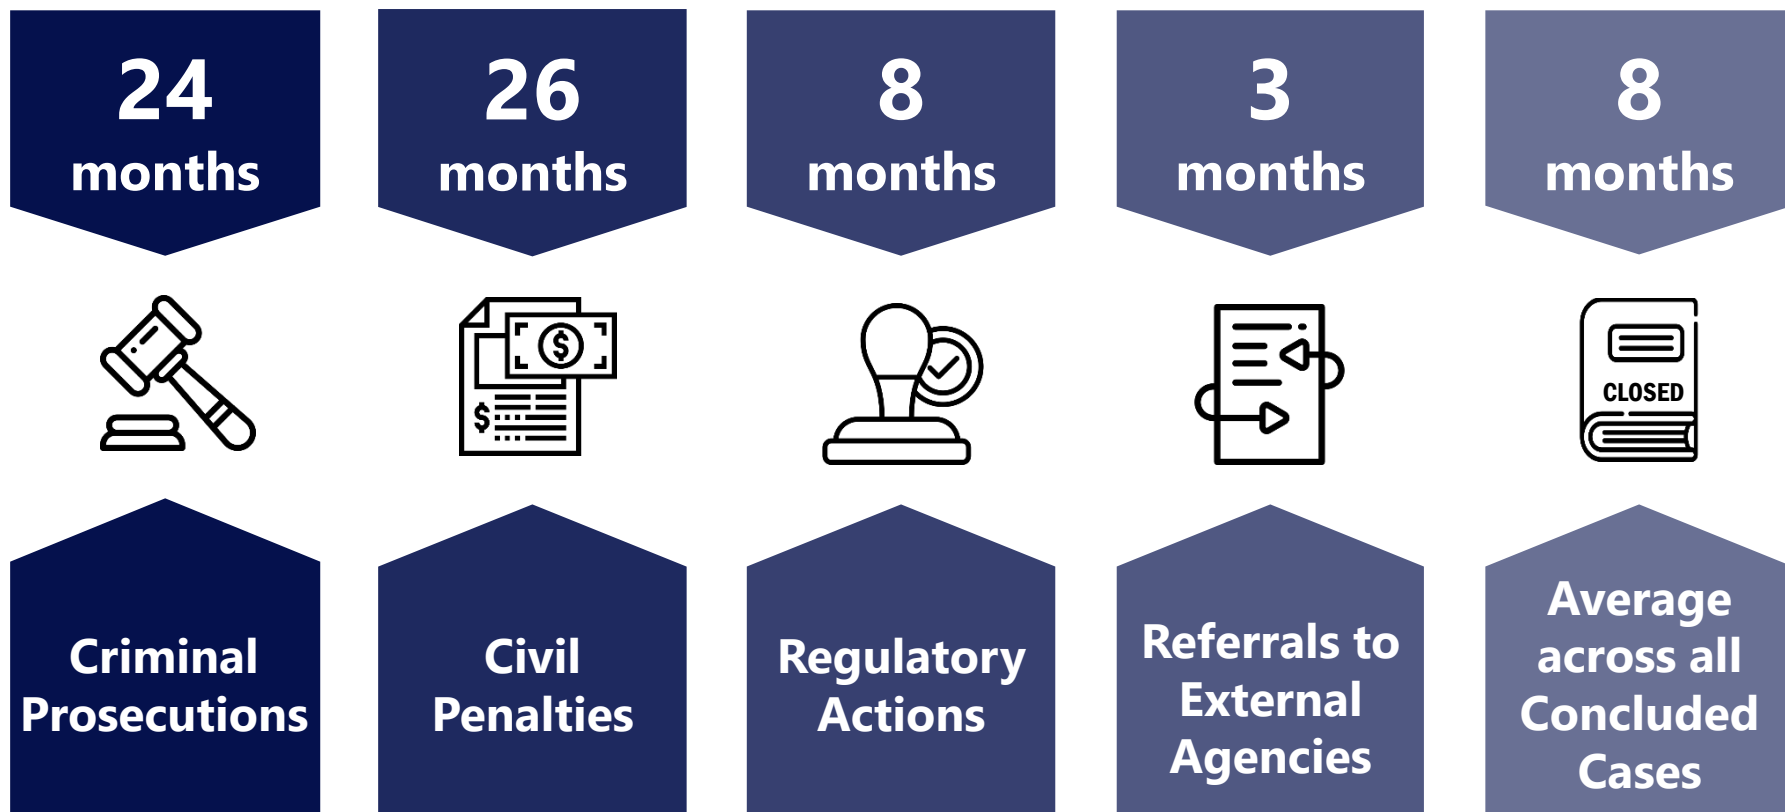 24
months
26
months
8
months
3
months
8
months
$
$
CLOSED
Criminal
Prosecutions
Civil
Penalties
Regulatory
Actions
Referrals to
External
Agencies
Average
across all
Concluded
Cases